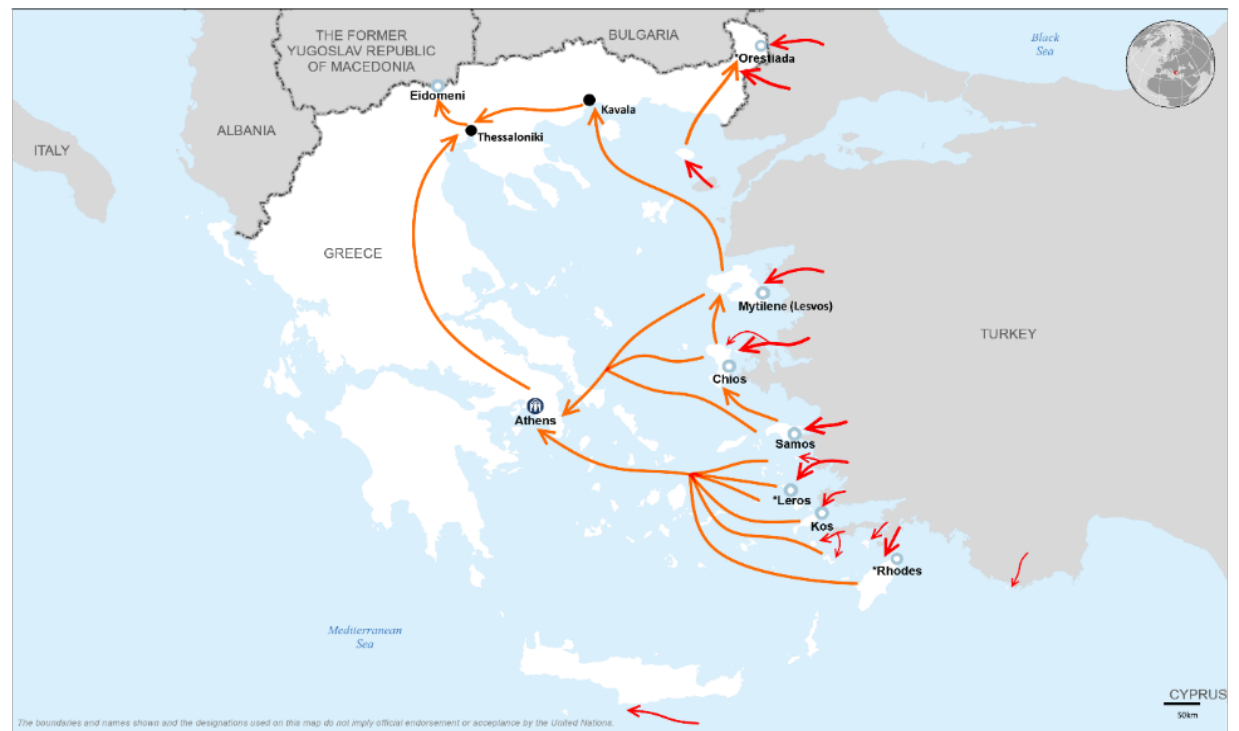 THE FORMER
YUGOSLAV REPUBLIC
OF MACEDONIA
BULGARIA
Black
Sea
*Orestiada
Eidomeni
Kavala
ALBANIA
Thessaloniki
ITALY
GREECE
Mytilene (Lesvos)
TURKEY
Chios
Athens
Samos
*Leros
Kos
*Rhodes
Mediterranean
Sea
CYPRUS
50km
The boundaries and names shown and the designations used on this map do not imply official endorsement or acceptance by the United Nations.